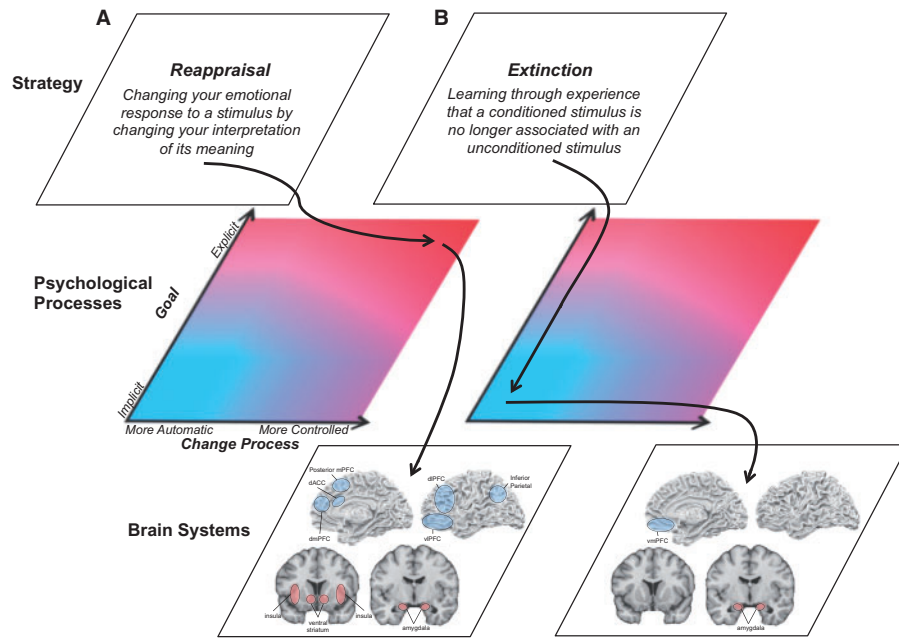 A
B
Strategy
Reappraisal
Changing your emotional
response to a stimulus by
changing your interpretation
of its meaning
Extinction
Learning through experience
that a conditioned stimulus is
no longer associated with an
unconditioned stimulus
Psychological
Processes
Explicit
Goal
Implicit
More Automatic
More Controlled
Change Process
Brain Systems
Posterior mPFC
dACC
dmPFC
dlPFC
vlPFC
Inferior
Parietal
insula
ventral
striatum
insula
amygdala
vmPFC
amygdala